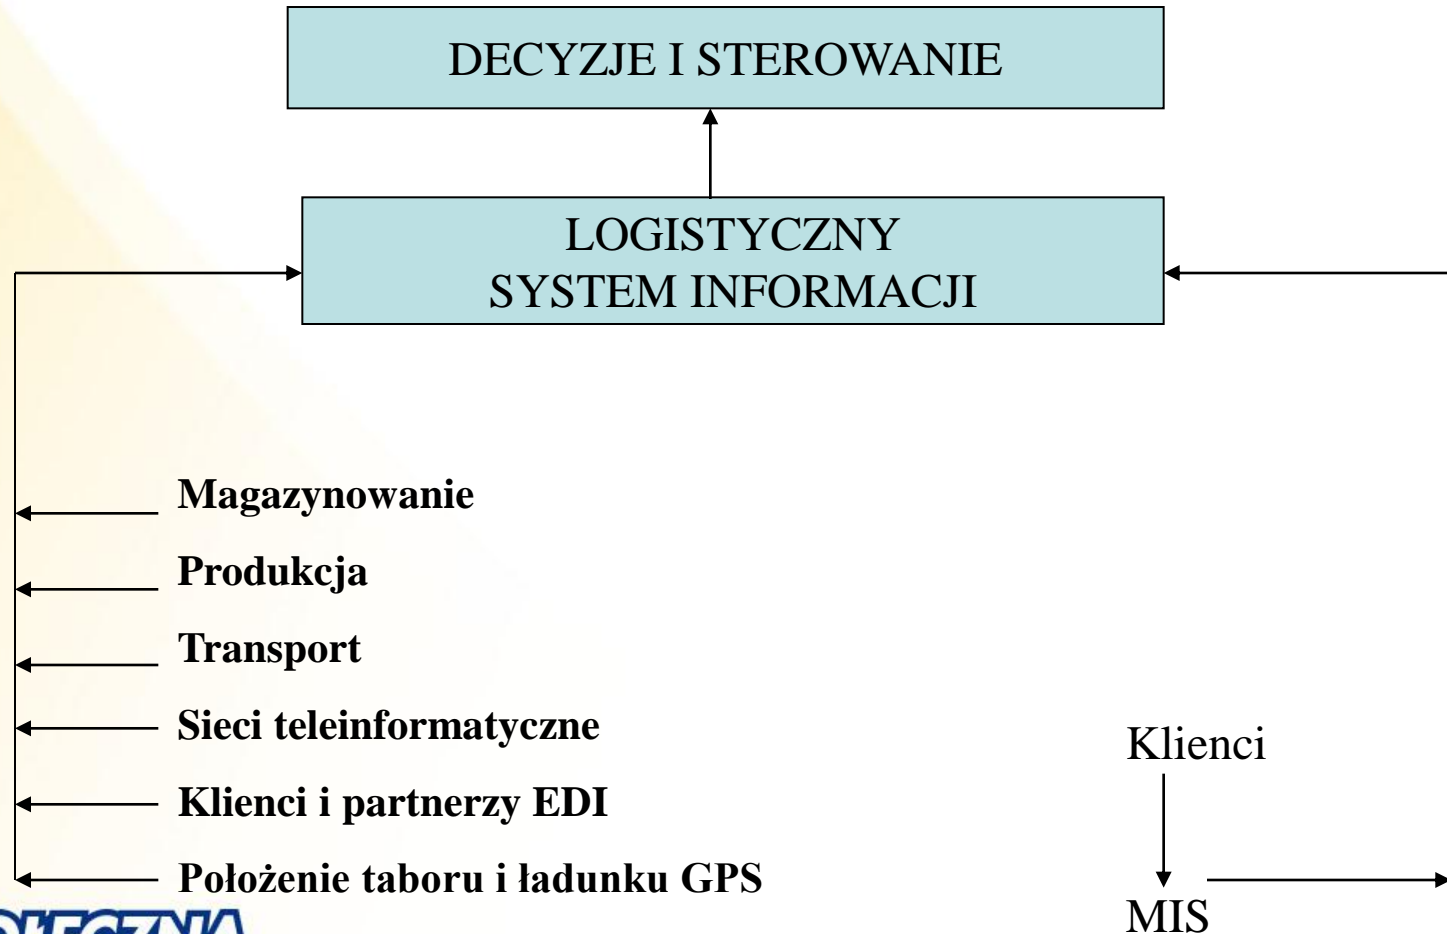 DECYZJE I STEROWANIE
LOGISTYCZNY
SYSTEM INFORMACJI
Magazynowanie
Produkcja
Transport
Sieci teleinformatyczne
Klienci i partnerzy EDI
Położenie taboru i ładunku GPS
Klienci
MIS